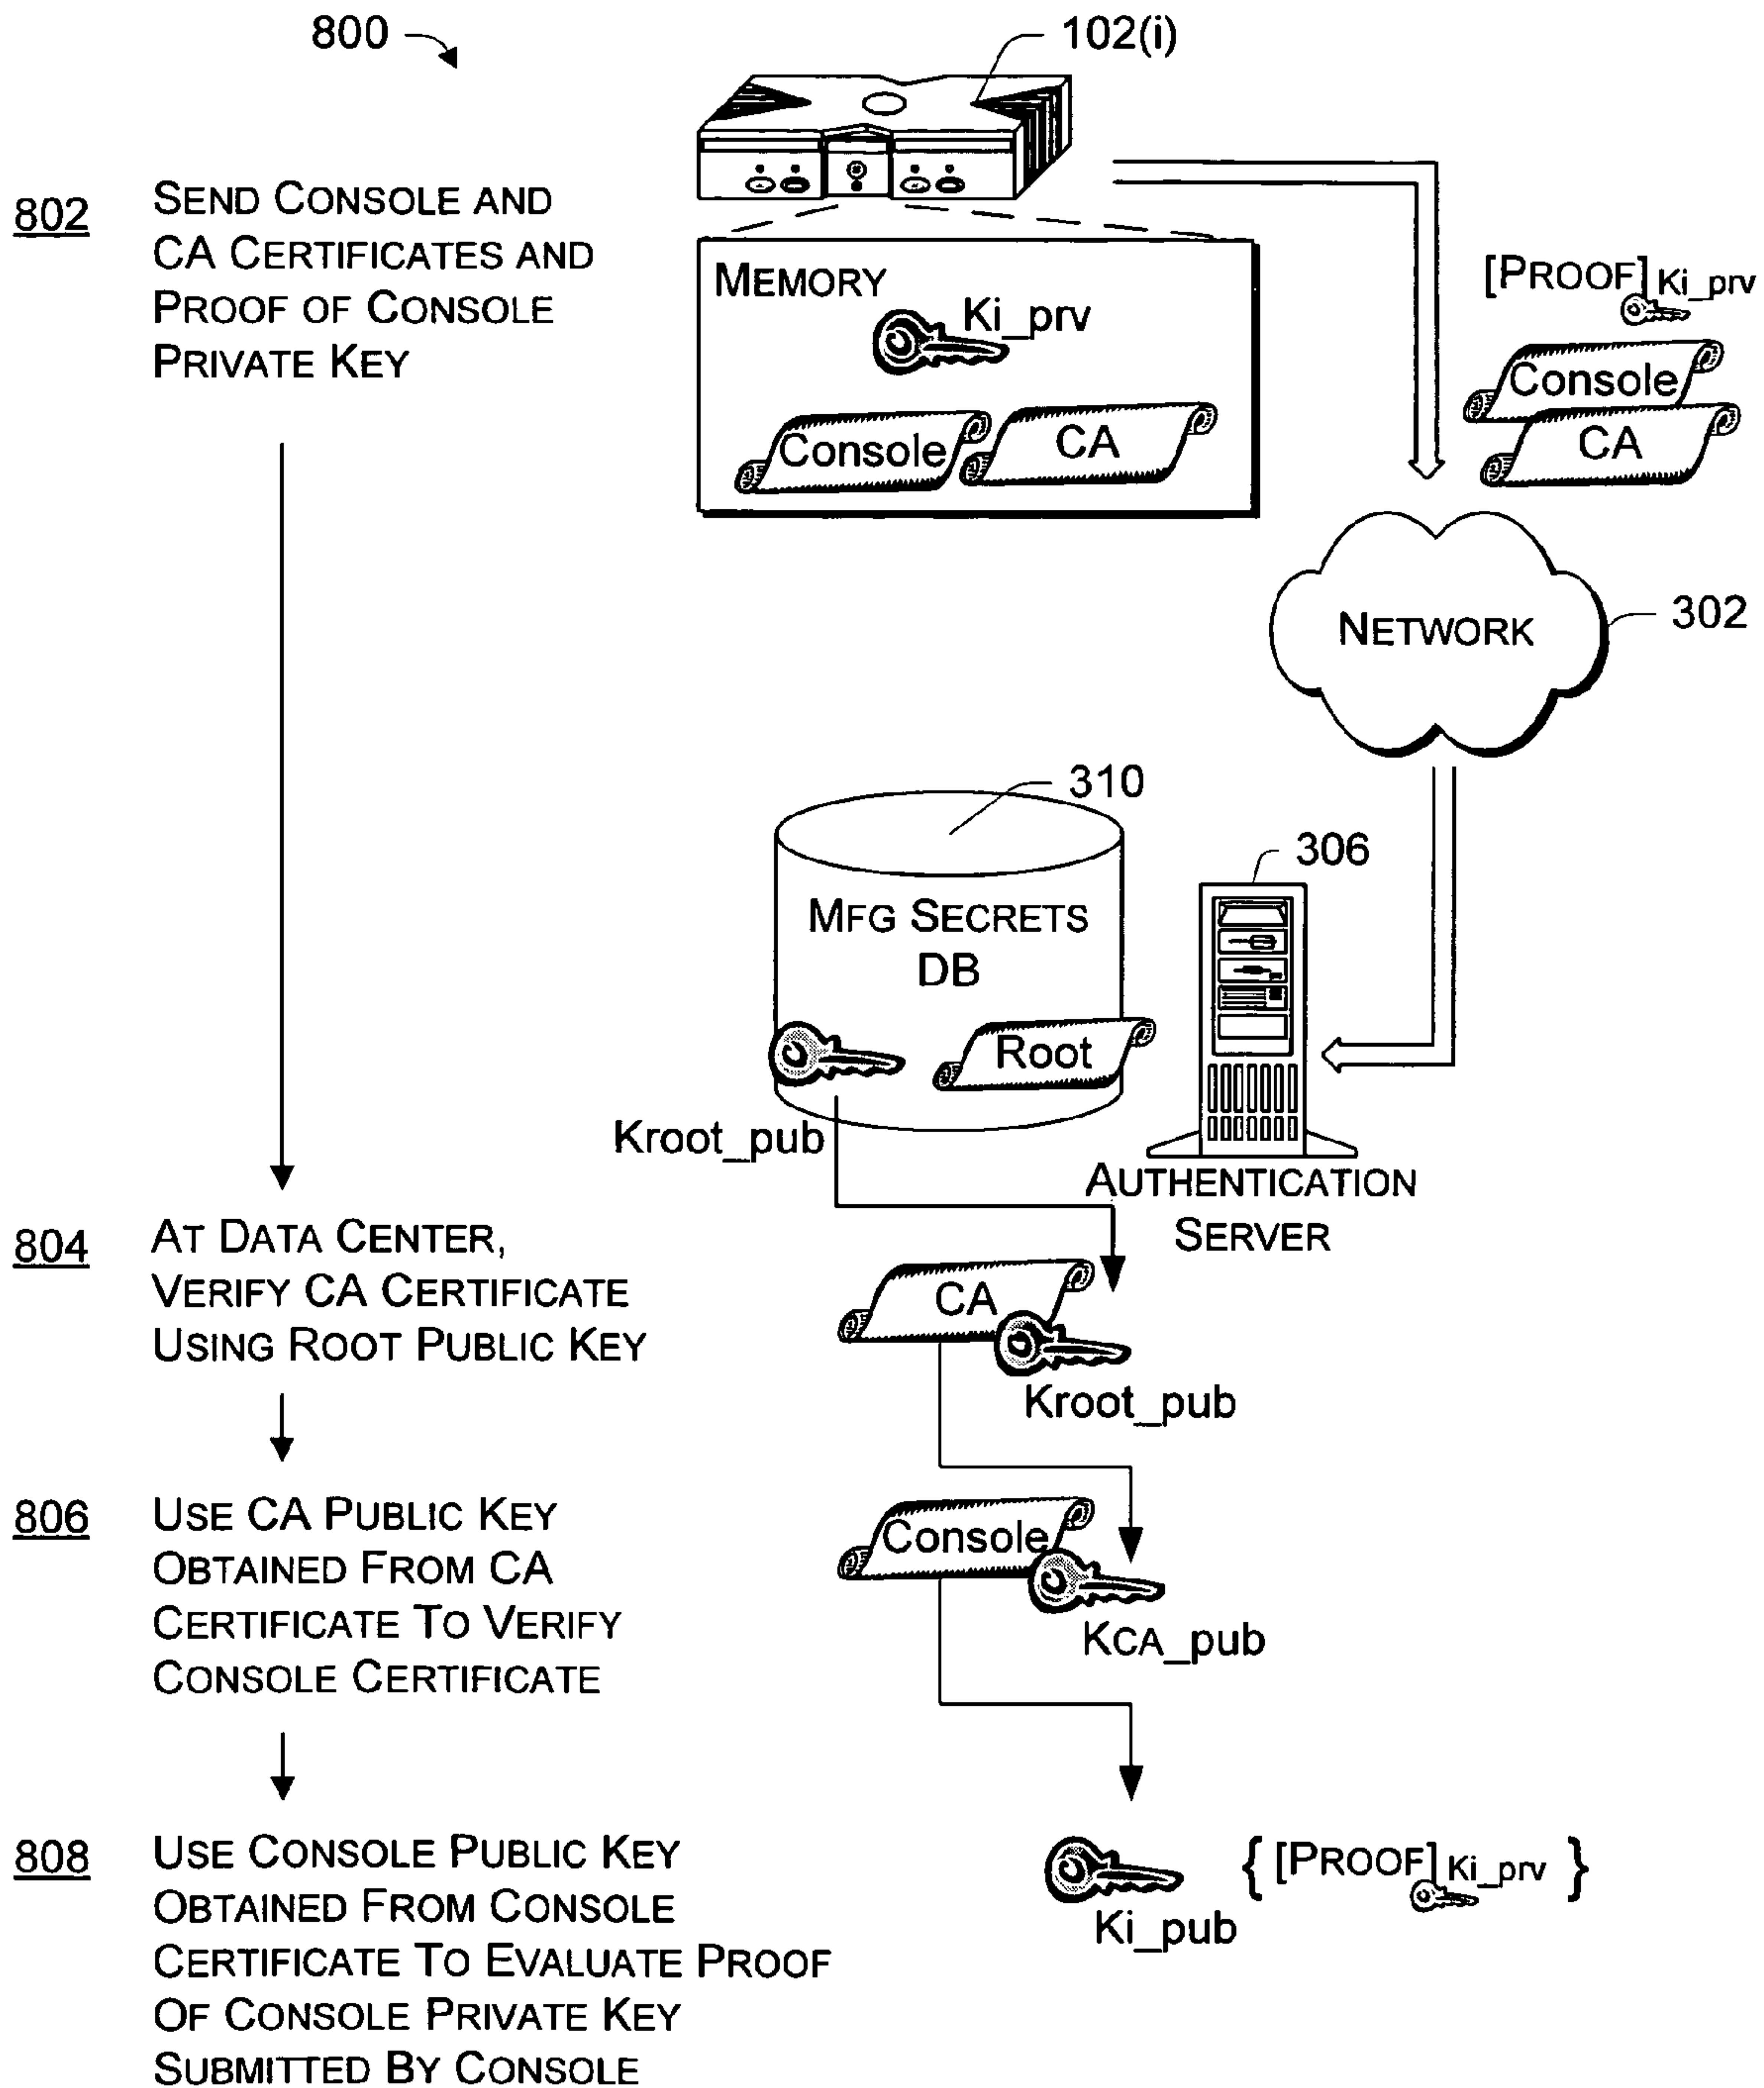 800
102(i)
802
SEND CONSOLE AND
CA CERTIFICATES AND
PROOF OF CONSOLE
PRIVATE KEY
MEMORY
Ki_prv
Console
CA
[PROOF]Ki_prv
Console
CA
NETWORK
302
310
MFG SECRETS
DB
Root
Kroot_pub
306
AUTHENTICATION
SERVER
804
AT DATA CENTER,
VERIFY CA CERTIFICATE
USING ROOT PUBLIC KEY
CA
Kroot_pub
806
USE CA PUBLIC KEY
OBTAINED FROM CA
CERTIFICATE TO VERIFY
CONSOLE CERTIFICATE
Console
KCA_pub
808
USE CONSOLE PUBLIC KEY
OBTAINED FROM CONSOLE
CERTIFICATE TO EVALUATE PROOF
OF CONSOLE PRIVATE KEY
SUBMITTED BY CONSOLE
Ki_pub
{[PROOF]Ki_prv}